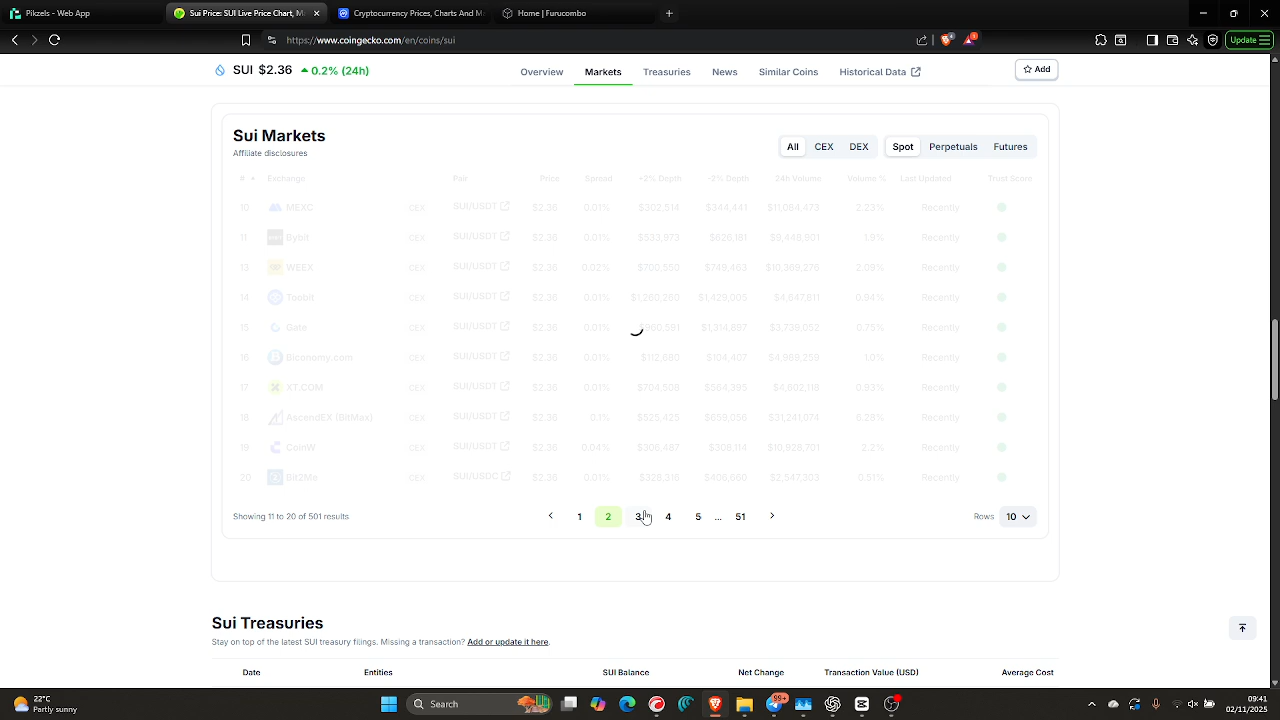 Pikzels - Web App
Sui Price: SUI Live Price Chart, M
Cryptocurrency Prices, Charts And M
Home | Furucombo
https://www.coingecko.com/en/coins/sui
Update
SUI $2.36 0.2% (24h)
Overview Markets Treasuries News Similar Coins Historical Data
Add
Sui Markets
Affiliate disclosures
All CEX DEX Spot Perpetuals Futures
# Exchange Pair Price Spread +2% Depth -2% Depth 24h Volume Volume % Last Updated Trust Score
10 MEXC CEX SUI/USDT $2.36 0.01% $302,514 $344,441 $11,084,473 2.23% Recently
11 Bybit CEX SUI/USDT $2.36 0.01% $533,973 $626,181 $9,448,901 1.9% Recently
13 WEEX CEX SUI/USDT $2.36 0.02% $700,550 $749,463 $10,369,276 2.09% Recently
14 Toobit CEX SUI/USDT $2.36 0.01% $1,280,280 $1,429,005 $4,647,611 0.94% Recently
15 Gate CEX SUI/USDT $2.36 0.01% $960,591 $1,314,897 $3,739,052 0.75% Recently
16 Biconomy.com CEX SUI/USDT $2.36 0.01% $112,680 $104,407 $4,969,259 1.0% Recently
17 XT.COM CEX SUI/USDT $2.36 0.01% $704,508 $564,395 $4,602,118 0.93% Recently
18 AscendEX (BitMax) CEX SUI/USDT $2.36 0.1% $525,425 $659,056 $31,241,074 6.28% Recently
19 CoinW CEX SUI/USDT $2.36 0.04% $306,487 $308,114 $10,928,701 2.2% Recently
20 Bit2Me CEX SUI/USDC $2.36 0.01% $328,316 $406,660 $2,547,303 0.51% Recently
Showing 11 to 20 of 501 results 1 2 3 4 5 ... 51 Rows 10
Sui Treasuries
Stay on top of the latest SUI treasury filings. Missing a transaction? Add or update it here.
Date Entities SUI Balance Net Change Transaction Value (USD) Average Cost
22°C
Partly sunny
Search
99+
09:41
02/11/2025